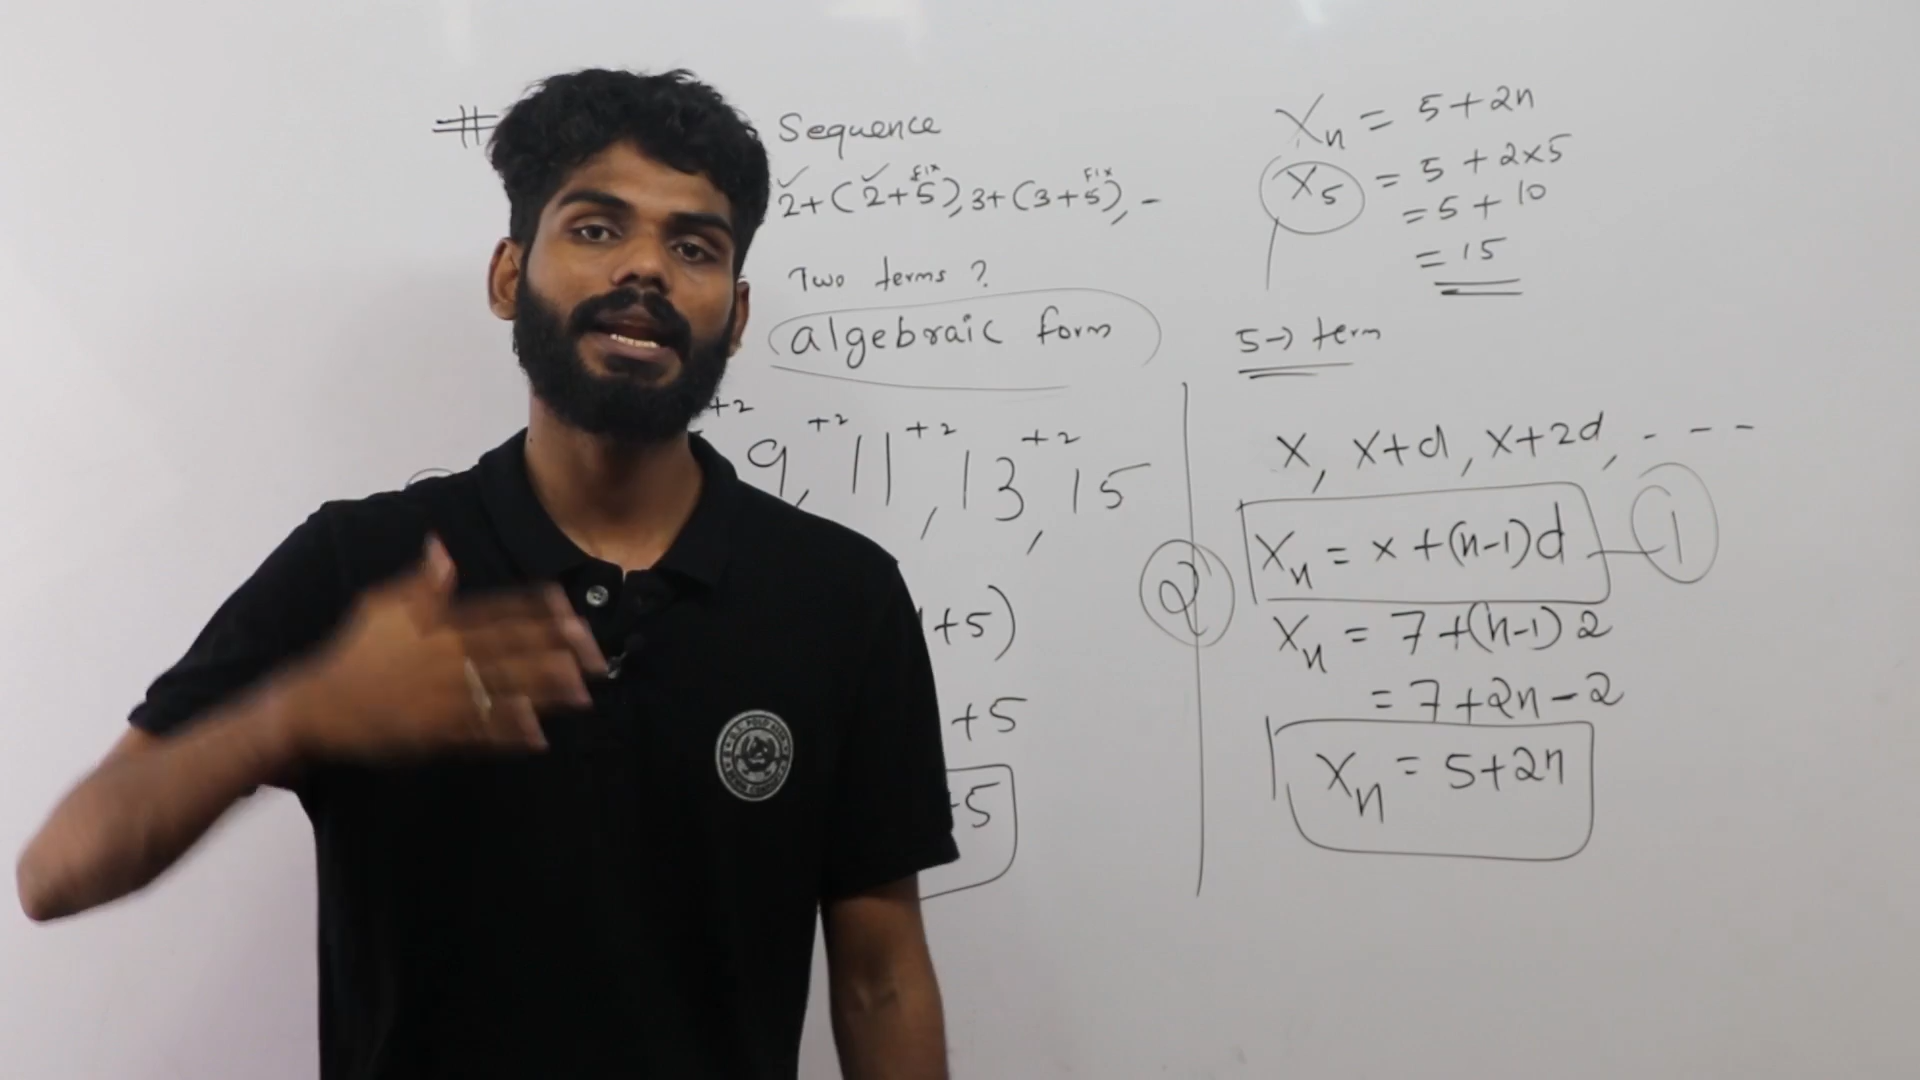 # Sequence
2+(2+5), 3+(3+5), -
fix fix
Two terms ?
algebraic form
+2 +2 +2 +2
9, 11, 13, 15
+5)
+5
+5
Xn = 5+2n
X5 = 5 + 2×5
= 5 + 10
= 15
5→ term
x, x+d, x+2d, - - -
Xn = x +(n-1)d — 1
2
Xn = 7+(n-1)2
= 7+2n-2
Xn = 5+2n